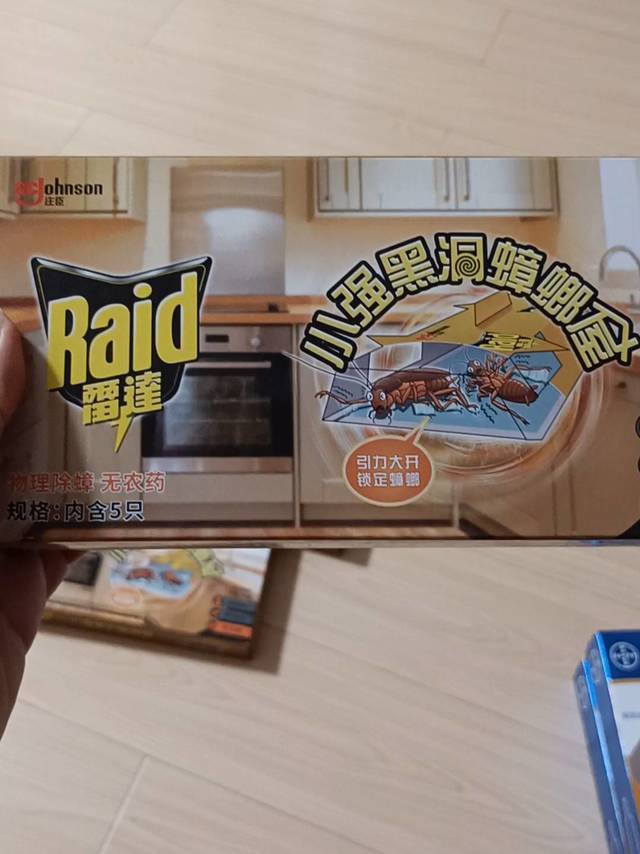 SCJohnson
庄臣
Raid
雷達
小强黑洞蟑螂屋
引力大开
锁定蟑螂
物理除蟑 无农药
规格:内含5只